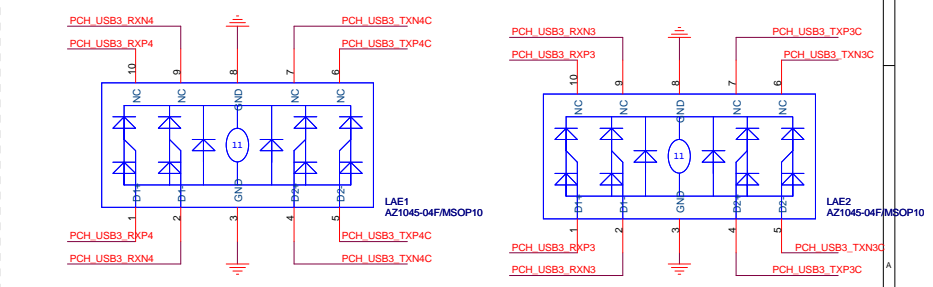 PCH_USB3_RXN4
PCH_USB3_TXN4C
PCH_USB3_RXP4
PCH_USB3_TXP4C
10
9
8
7
6
NC
NC
GND
NC
NC
11
D1+
D1-
GND
D2+
D2-
LAE1
AZ1045-04F/MSOP10
1
2
3
4
5
PCH_USB3_RXP4
PCH_USB3_TXP4C
PCH_USB3_RXN4
PCH_USB3_TXN4C
PCH_USB3_RXN3
PCH_USB3_TXP3C
PCH_USB3_RXP3
PCH_USB3_TXN3C
10
9
8
7
6
NC
NC
GND
NC
NC
11
D1+
D1-
GND
D2+
D2-
LAE2
AZ1045-04F/MSOP10
1
2
3
4
5
PCH_USB3_RXP3
PCH_USB3_TXN3C
PCH_USB3_RXN3
PCH_USB3_TXP3C
A